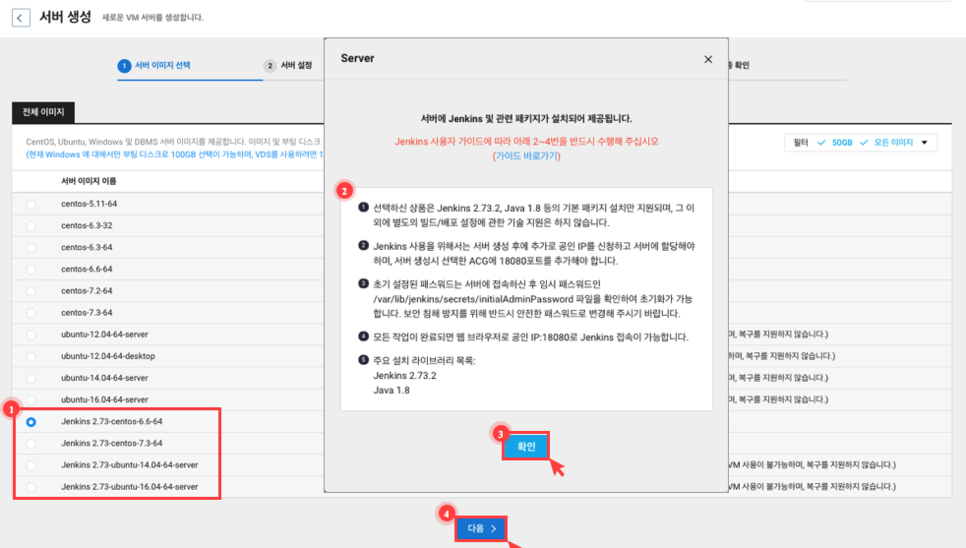 서버 생성 새로운 VM 서버를 생성합니다.
1 서버 이미지 선택
2 서버 설정
확인
전체 이미지
CentOS, Ubuntu, Windows 및 DBMS 서버 이미지를 제공합니다. 이미지 및 부팅 디스크
(현재 Windows 에 대해서만 부팅 디스크로 100GB 선택이 가능하며, VDS를 사용하려면 1
필터 50GB 모든 이미지
서버 이미지 이름
centos-5.11-64
centos-6.3-32
centos-6.3-64
centos-6.6-64
centos-7.2-64
centos-7.3-64
ubuntu-12.04-64-server
며, 복구를 지원하지 않습니다.)
ubuntu-12.04-64-desktop
하며, 복구를 지원하지 않습니다.)
ubuntu-14.04-64-server
며, 복구를 지원하지 않습니다.)
ubuntu-16.04-64-server
며, 복구를 지원하지 않습니다.)
1
Jenkins 2.73-centos-6.6-64
Jenkins 2.73-centos-7.3-64
Jenkins 2.73-ubuntu-14.04-64-server
VM 사용이 불가능하며, 복구를 지원하지 않습니다.)
Jenkins 2.73-ubuntu-16.04-64-server
VM 사용이 불가능하며, 복구를 지원하지 않습니다.)
Server
서버에 Jenkins 및 관련 패키지가 설치되어 제공됩니다.
Jenkins 사용자 가이드에 따라 아래 2~4번을 반드시 수행해 주십시오
(가이드 바로가기)
2
1 선택하신 상품은 Jenkins 2.73.2, Java 1.8 등의 기본 패키지 설치만 지원되며, 그 이
외에 별도의 빌드/배포 설정에 관한 기술 지원은 하지 않습니다.
2 Jenkins 사용을 위해서는 서버 생성 후에 추가로 공인 IP를 신청하고 서버에 할당해야
하며, 서버 생성시 선택한 ACG에 18080포트를 추가해야 합니다.
3 초기 설정된 패스워드는 서버에 접속하신 후 임시 패스워드인
/var/lib/jenkins/secrets/initialAdminPassword 파일을 확인하여 초기화가 가능
합니다. 보안 침해 방지를 위해 반드시 안전한 패스워드로 변경해 주시기 바랍니다.
4 모든 작업이 완료되면 웹 브라우저로 공인 IP:18080로 Jenkins 접속이 가능합니다.
5 주요 설치 라이브러리 목록:
Jenkins 2.73.2
Java 1.8
3
확인
4
다음